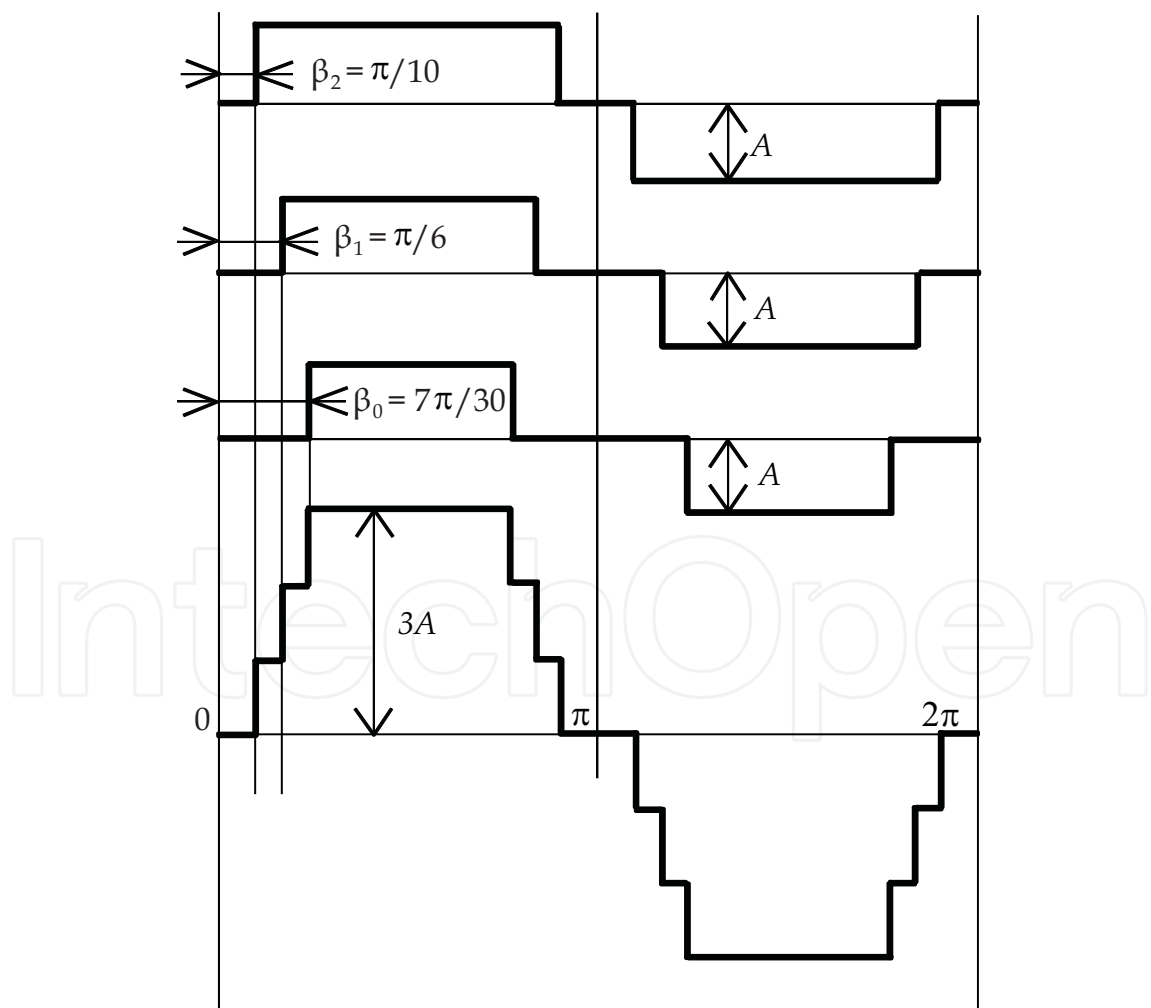 β₂ = π/10
A
β₁ = π/6
A
β₀ = 7π/30
A
3A
0 π 2π
IntechOpen